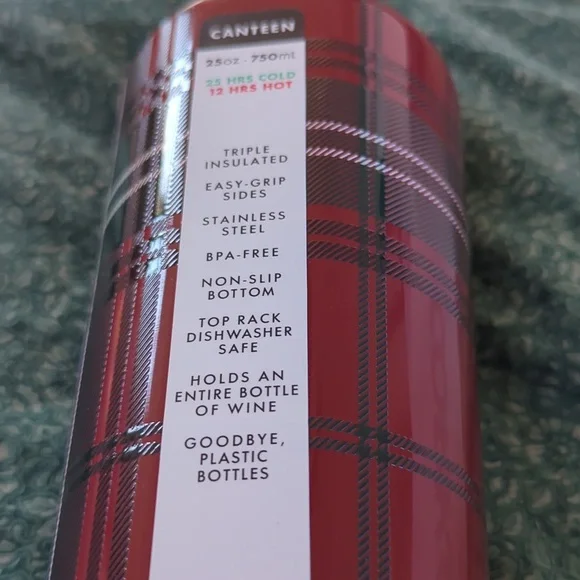 CANTEEN
25oz · 750ml
25 HRS COLD
12 HRS HOT
TRIPLE
INSULATED
EASY-GRIP
SIDES
STAINLESS
STEEL
BPA-FREE
NON-SLIP
BOTTOM
TOP RACK
DISHWASHER
SAFE
HOLDS AN
ENTIRE BOTTLE
OF WINE
GOODBYE,
PLASTIC
BOTTLES